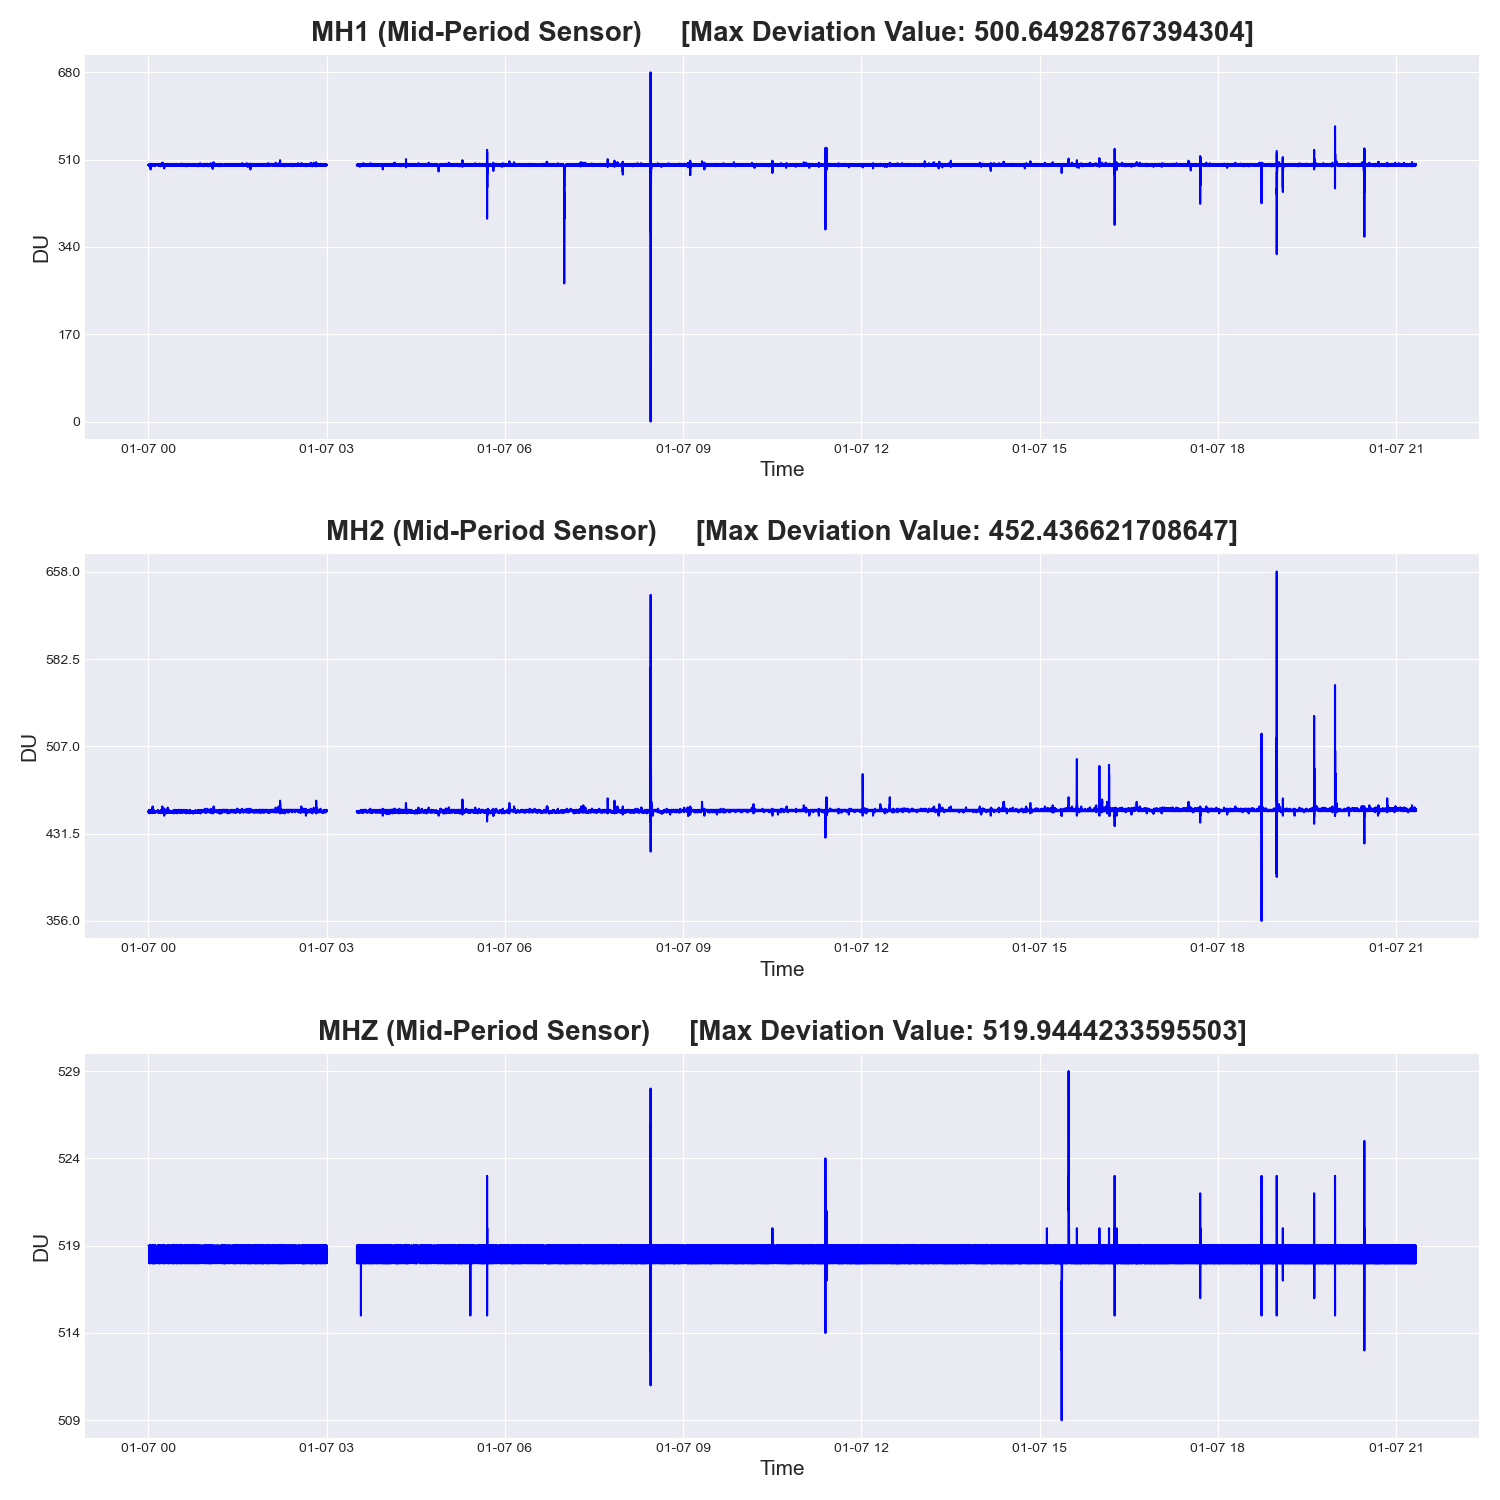 MH1 (Mid-Period Sensor) [Max Deviation Value: 500.64928767394304]
680
510
340
170
0
DU
01-07 00 01-07 03 01-07 06 01-07 09 01-07 12 01-07 15 01-07 18 01-07 21
Time
MH2 (Mid-Period Sensor) [Max Deviation Value: 452.436621708647]
658.0
582.5
507.0
431.5
356.0
DU
01-07 00 01-07 03 01-07 06 01-07 09 01-07 12 01-07 15 01-07 18 01-07 21
Time
MHZ (Mid-Period Sensor) [Max Deviation Value: 519.9444233595503]
529
524
519
514
509
DU
01-07 00 01-07 03 01-07 06 01-07 09 01-07 12 01-07 15 01-07 18 01-07 21
Time